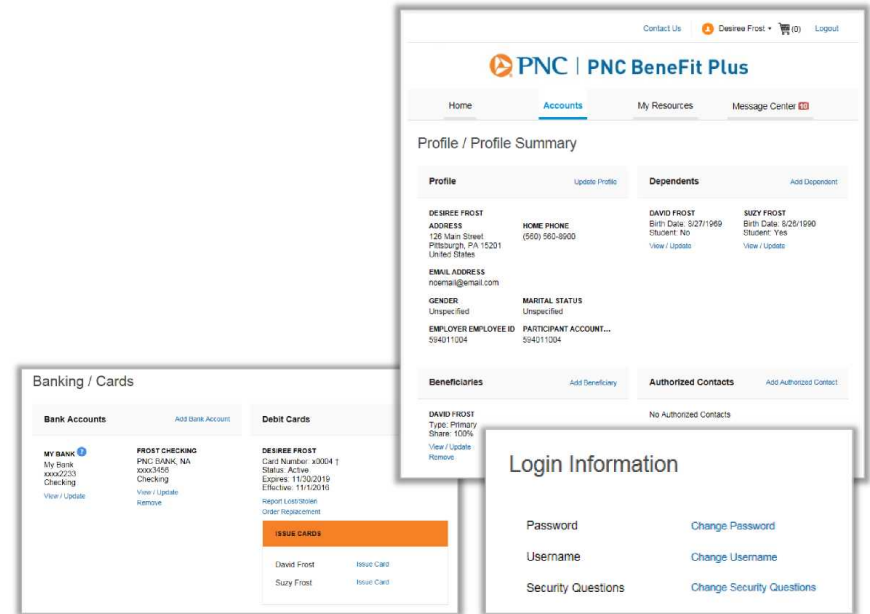 Contact Us Desiree Frost (0) Logout
PNC | PNC BeneFit Plus
Home Accounts My Resources Message Center 10
Profile / Profile Summary
Profile Update Profile
DESIREE FROST
ADDRESS
126 Main Street
Pittsburgh, PA 15201
United States
HOME PHONE
(560) 560-8900
EMAIL ADDRESS
noemail@email.com
GENDER
Unspecified
MARITAL STATUS
Unspecified
EMPLOYER EMPLOYEE ID
594011004
PARTICIPANT ACCOUNT...
594011004
Dependents Add Dependent
DAVID FROST
Birth Date: 8/27/1969
Student: No
View / Update
SUZY FROST
Birth Date: 8/26/1990
Student: Yes
View / Update
Beneficiaries Add Beneficiary
DAVID FROST
Type: Primary
Share: 100%
View / Update
Remove
Authorized Contacts Add Authorized Contact
No Authorized Contacts
Banking / Cards
Bank Accounts Add Bank Account
MY BANK ?
My Bank
xxxx2233
Checking
View / Update
FROST CHECKING
PNC BANK, NA
xxxx3456
Checking
View / Update
Remove
Debit Cards
DESIREE FROST
Card Number: x0004 †
Status: Active
Expires: 11/30/2019
Effective: 11/1/2016
Report Lost/Stolen
Order Replacement
ISSUE CARDS
David Frost Issue Card
Suzy Frost Issue Card
Login Information
Password Change Password
Username Change Username
Security Questions Change Security Questions